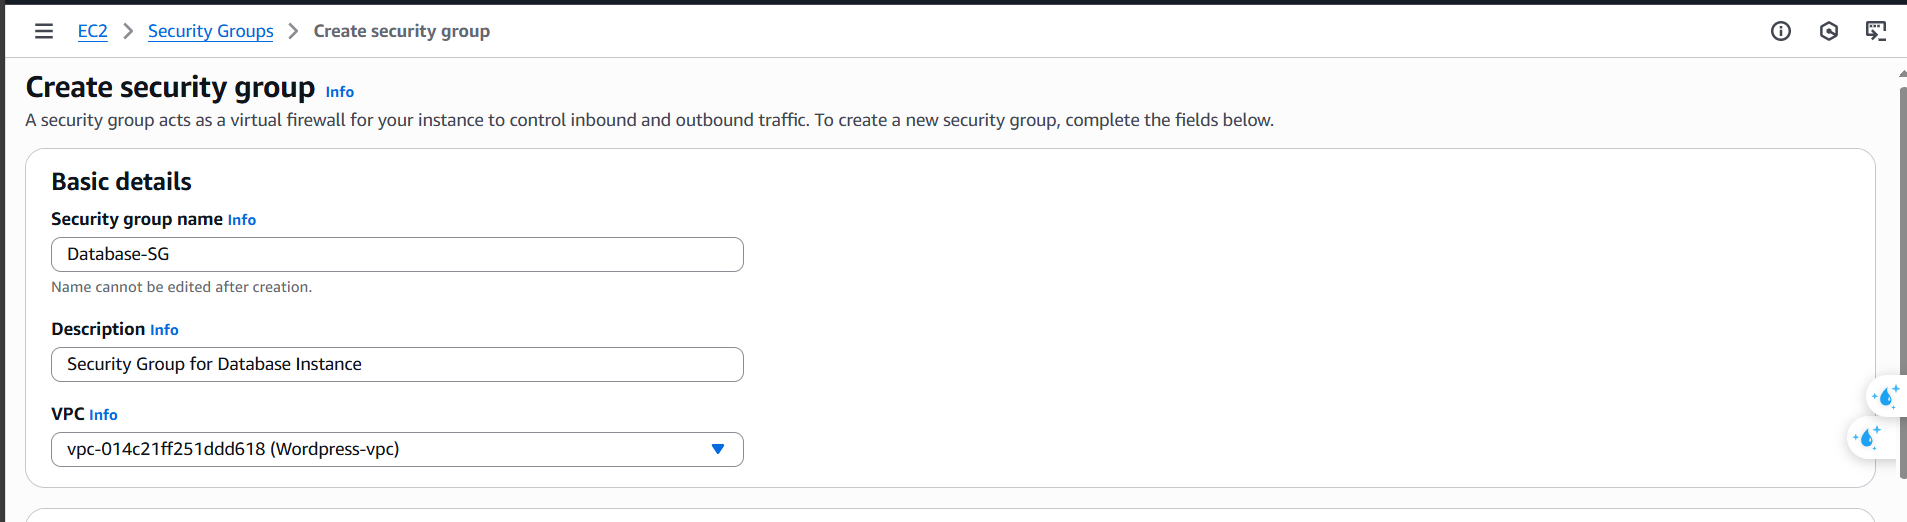 EC2 > Security Groups > Create security group
Create security group Info
A security group acts as a virtual firewall for your instance to control inbound and outbound traffic. To create a new security group, complete the fields below.
Basic details
Security group name Info
Database-SG
Name cannot be edited after creation.
Description Info
Security Group for Database Instance
VPC Info
vpc-014c21ff251ddd618 (Wordpress-vpc)